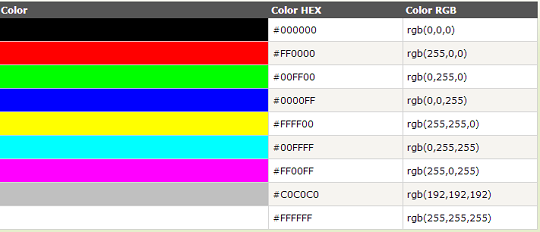 Color Color HEX Color RGB
#000000 rgb(0,0,0)
#FF0000 rgb(255,0,0)
#00FF00 rgb(0,255,0)
#0000FF rgb(0,0,255)
#FFFF00 rgb(255,255,0)
#00FFFF rgb(0,255,255)
#FF00FF rgb(255,0,255)
#C0C0C0 rgb(192,192,192)
#FFFFFF rgb(255,255,255)